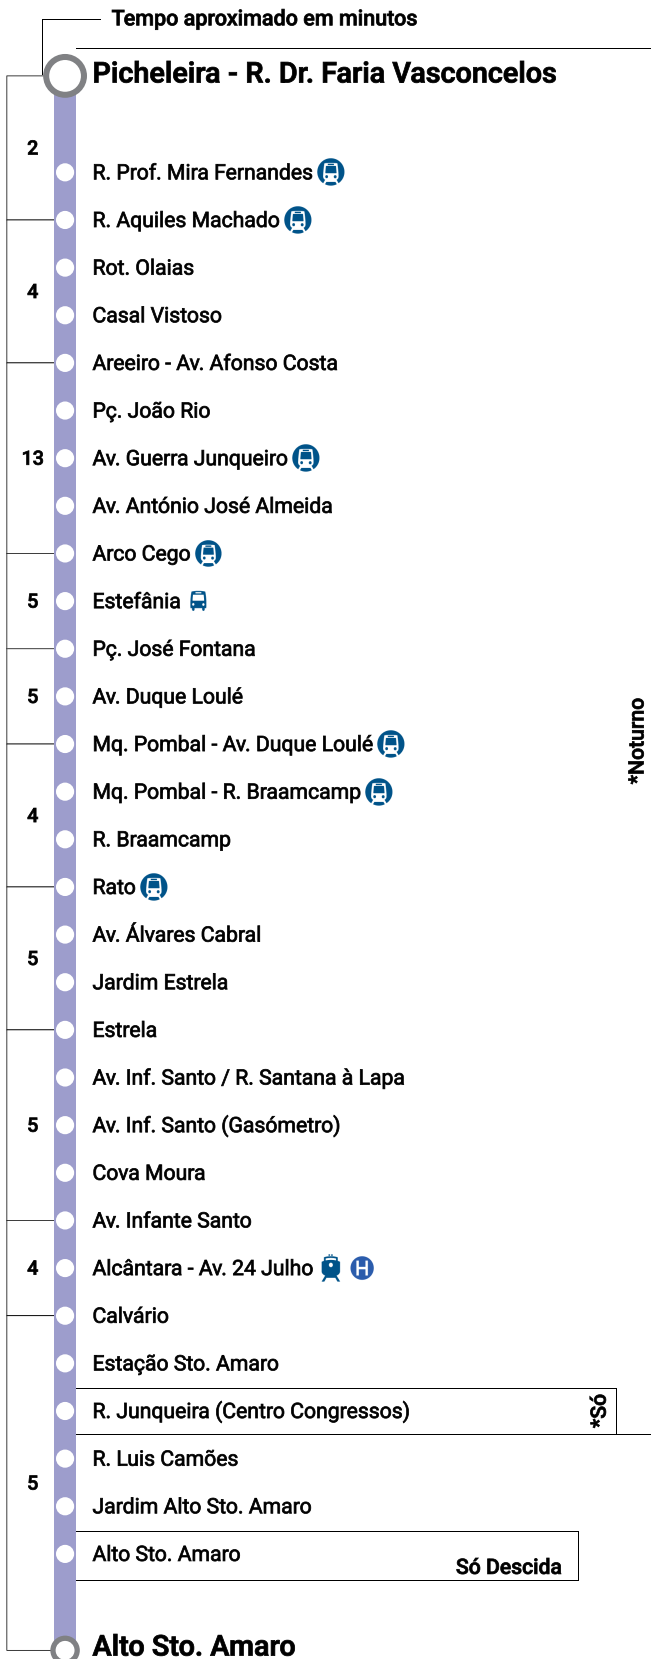 Tempo aproximado em minutos
Picheleira - R. Dr. Faria Vasconcelos
2
R. Prof. Mira Fernandes
R. Aquiles Machado
Rot. Olaias
4
Casal Vistoso
Areeiro - Av. Afonso Costa
Pç. João Rio
13
Av. Guerra Junqueiro
Av. António José Almeida
Arco Cego
5
Estefânia
Pç. José Fontana
5
Av. Duque Loulé
*Noturno
Mq. Pombal - Av. Duque Loulé
Mq. Pombal - R. Braamcamp
4
R. Braamcamp
Rato
Av. Álvares Cabral
5
Jardim Estrela
Estrela
Av. Inf. Santo / R. Santana à Lapa
5
Av. Inf. Santo (Gasómetro)
Cova Moura
Av. Infante Santo
4
Alcântara - Av. 24 Julho H
Calvário
Estação Sto. Amaro
R. Junqueira (Centro Congressos)
*Só
R. Luis Camões
5
Jardim Alto Sto. Amaro
Alto Sto. Amaro
Só Descida
Alto Sto. Amaro